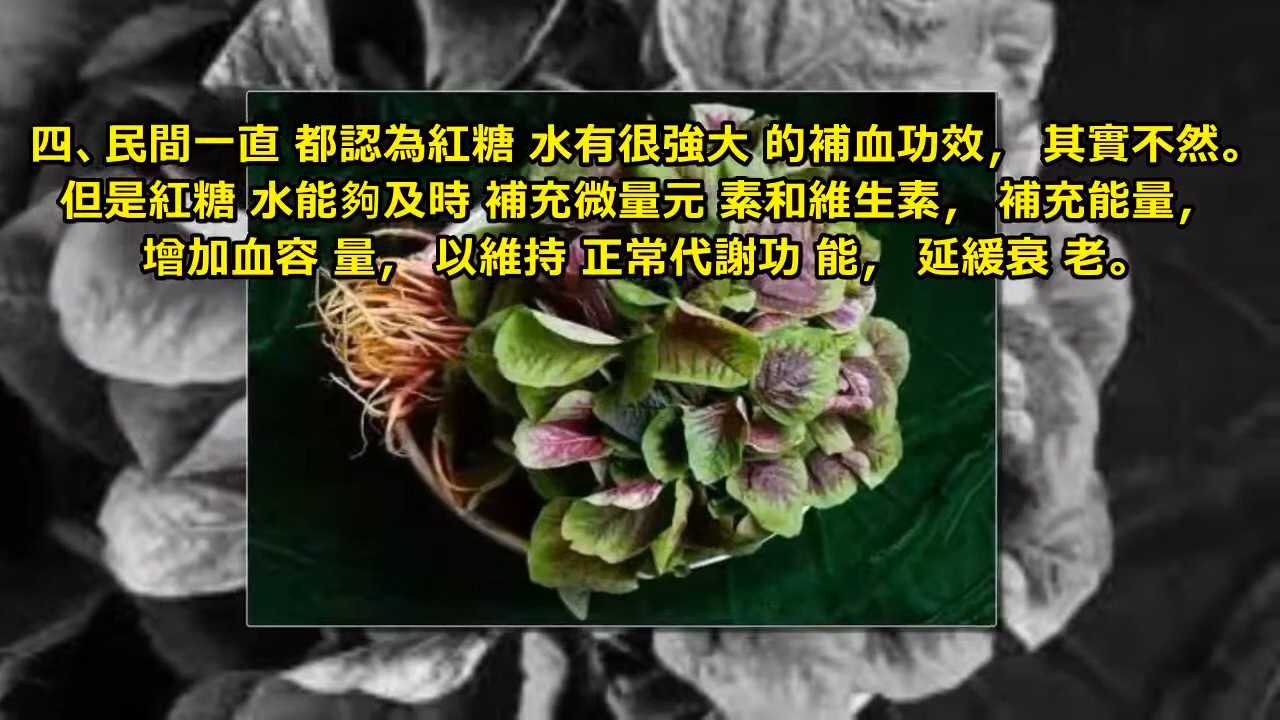 四、民間一直 都認為紅糖 水有很強大 的補血功效， 其實不然。
但是紅糖 水能夠及時 補充微量元 素和維生素， 補充能量，
增加血容 量， 以維持 正常代謝功 能， 延緩衰 老。